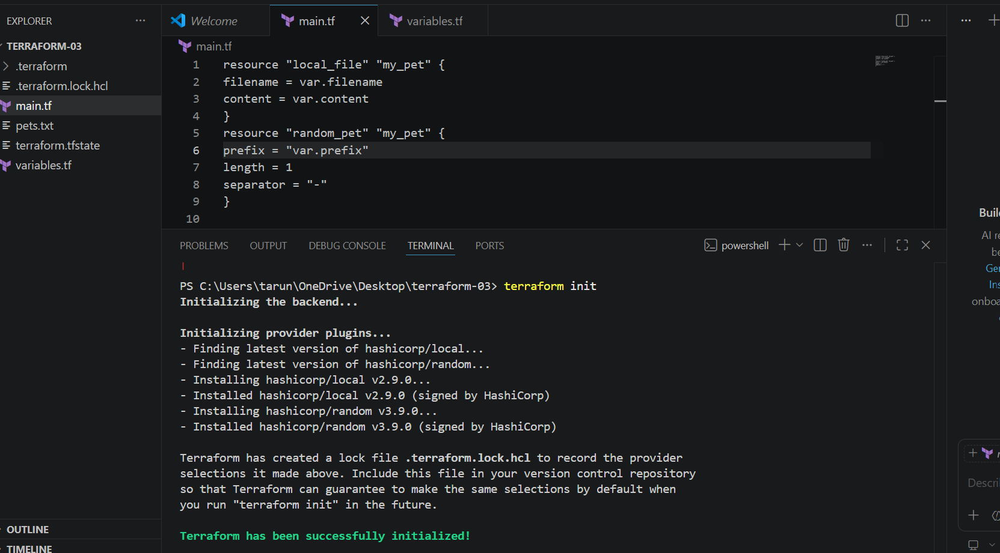 EXPLORER
TERRAFORM-03
.terraform
.terraform.lock.hcl
main.tf
pets.txt
terraform.tfstate
variables.tf
OUTLINE
TIMELINE
Welcome
main.tf
variables.tf
main.tf
1 resource "local_file" "my_pet" {
2 filename = var.filename
3 content = var.content
4 }
5 resource "random_pet" "my_pet" {
6 prefix = "var.prefix"
7 length = 1
8 separator = "-"
9 }
10
PROBLEMS OUTPUT DEBUG CONSOLE TERMINAL PORTS
powershell
PS C:\Users\tarun\OneDrive\Desktop\terraform-03> terraform init
Initializing the backend...
Initializing provider plugins...
- Finding latest version of hashicorp/local...
- Finding latest version of hashicorp/random...
- Installing hashicorp/local v2.9.0...
- Installed hashicorp/local v2.9.0 (signed by HashiCorp)
- Installing hashicorp/random v3.9.0...
- Installed hashicorp/random v3.9.0 (signed by HashiCorp)
Terraform has created a lock file .terraform.lock.hcl to record the provider
selections it made above. Include this file in your version control repository
so that Terraform can guarantee to make the same selections by default when
you run "terraform init" in the future.
Terraform has been successfully initialized!
AI